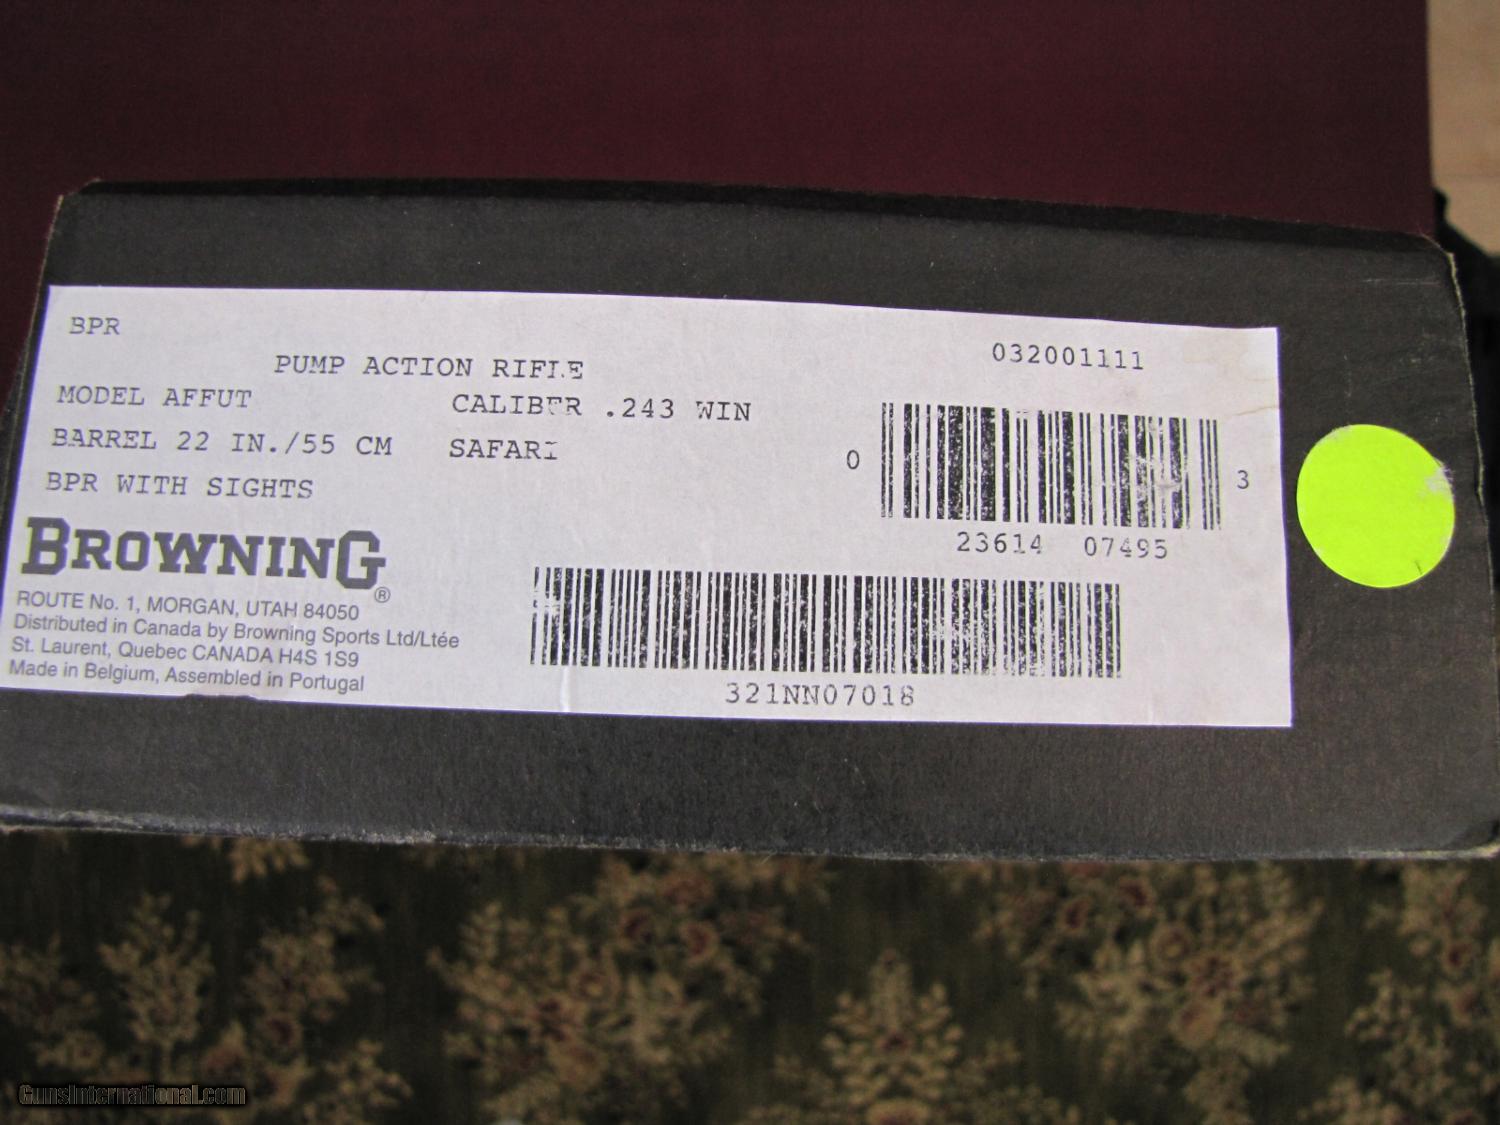 BPR
PUMP ACTION RIFLE
032001111
MODEL AFFUT CALIBER .243 WIN
BARREL 22 IN./55 CM SAFARI
BPR WITH SIGHTS
0 23614 07495 3
BROWNING®
ROUTE No. 1, MORGAN, UTAH 84050
Distributed in Canada by Browning Sports Ltd/Ltée
St. Laurent, Quebec CANADA H4S 1S9
Made in Belgium, Assembled in Portugal
321NN07018
GunsInternational.com